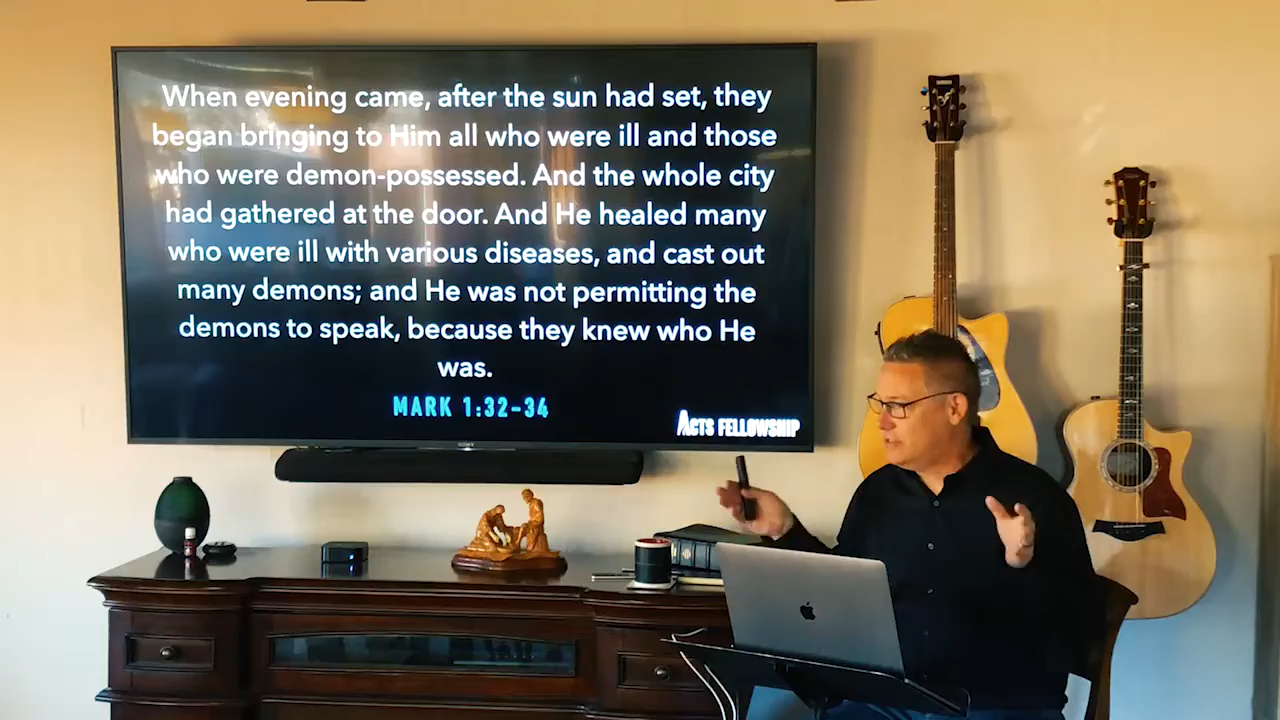 When evening came, after the sun had set, they
began bringing to Him all who were ill and those
who were demon-possessed. And the whole city
had gathered at the door. And He healed many
who were ill with various diseases, and cast out
many demons; and He was not permitting the
demons to speak, because they knew who He
was.
MARK 1:32-34
ACTS FELLOWSHIP
SONY